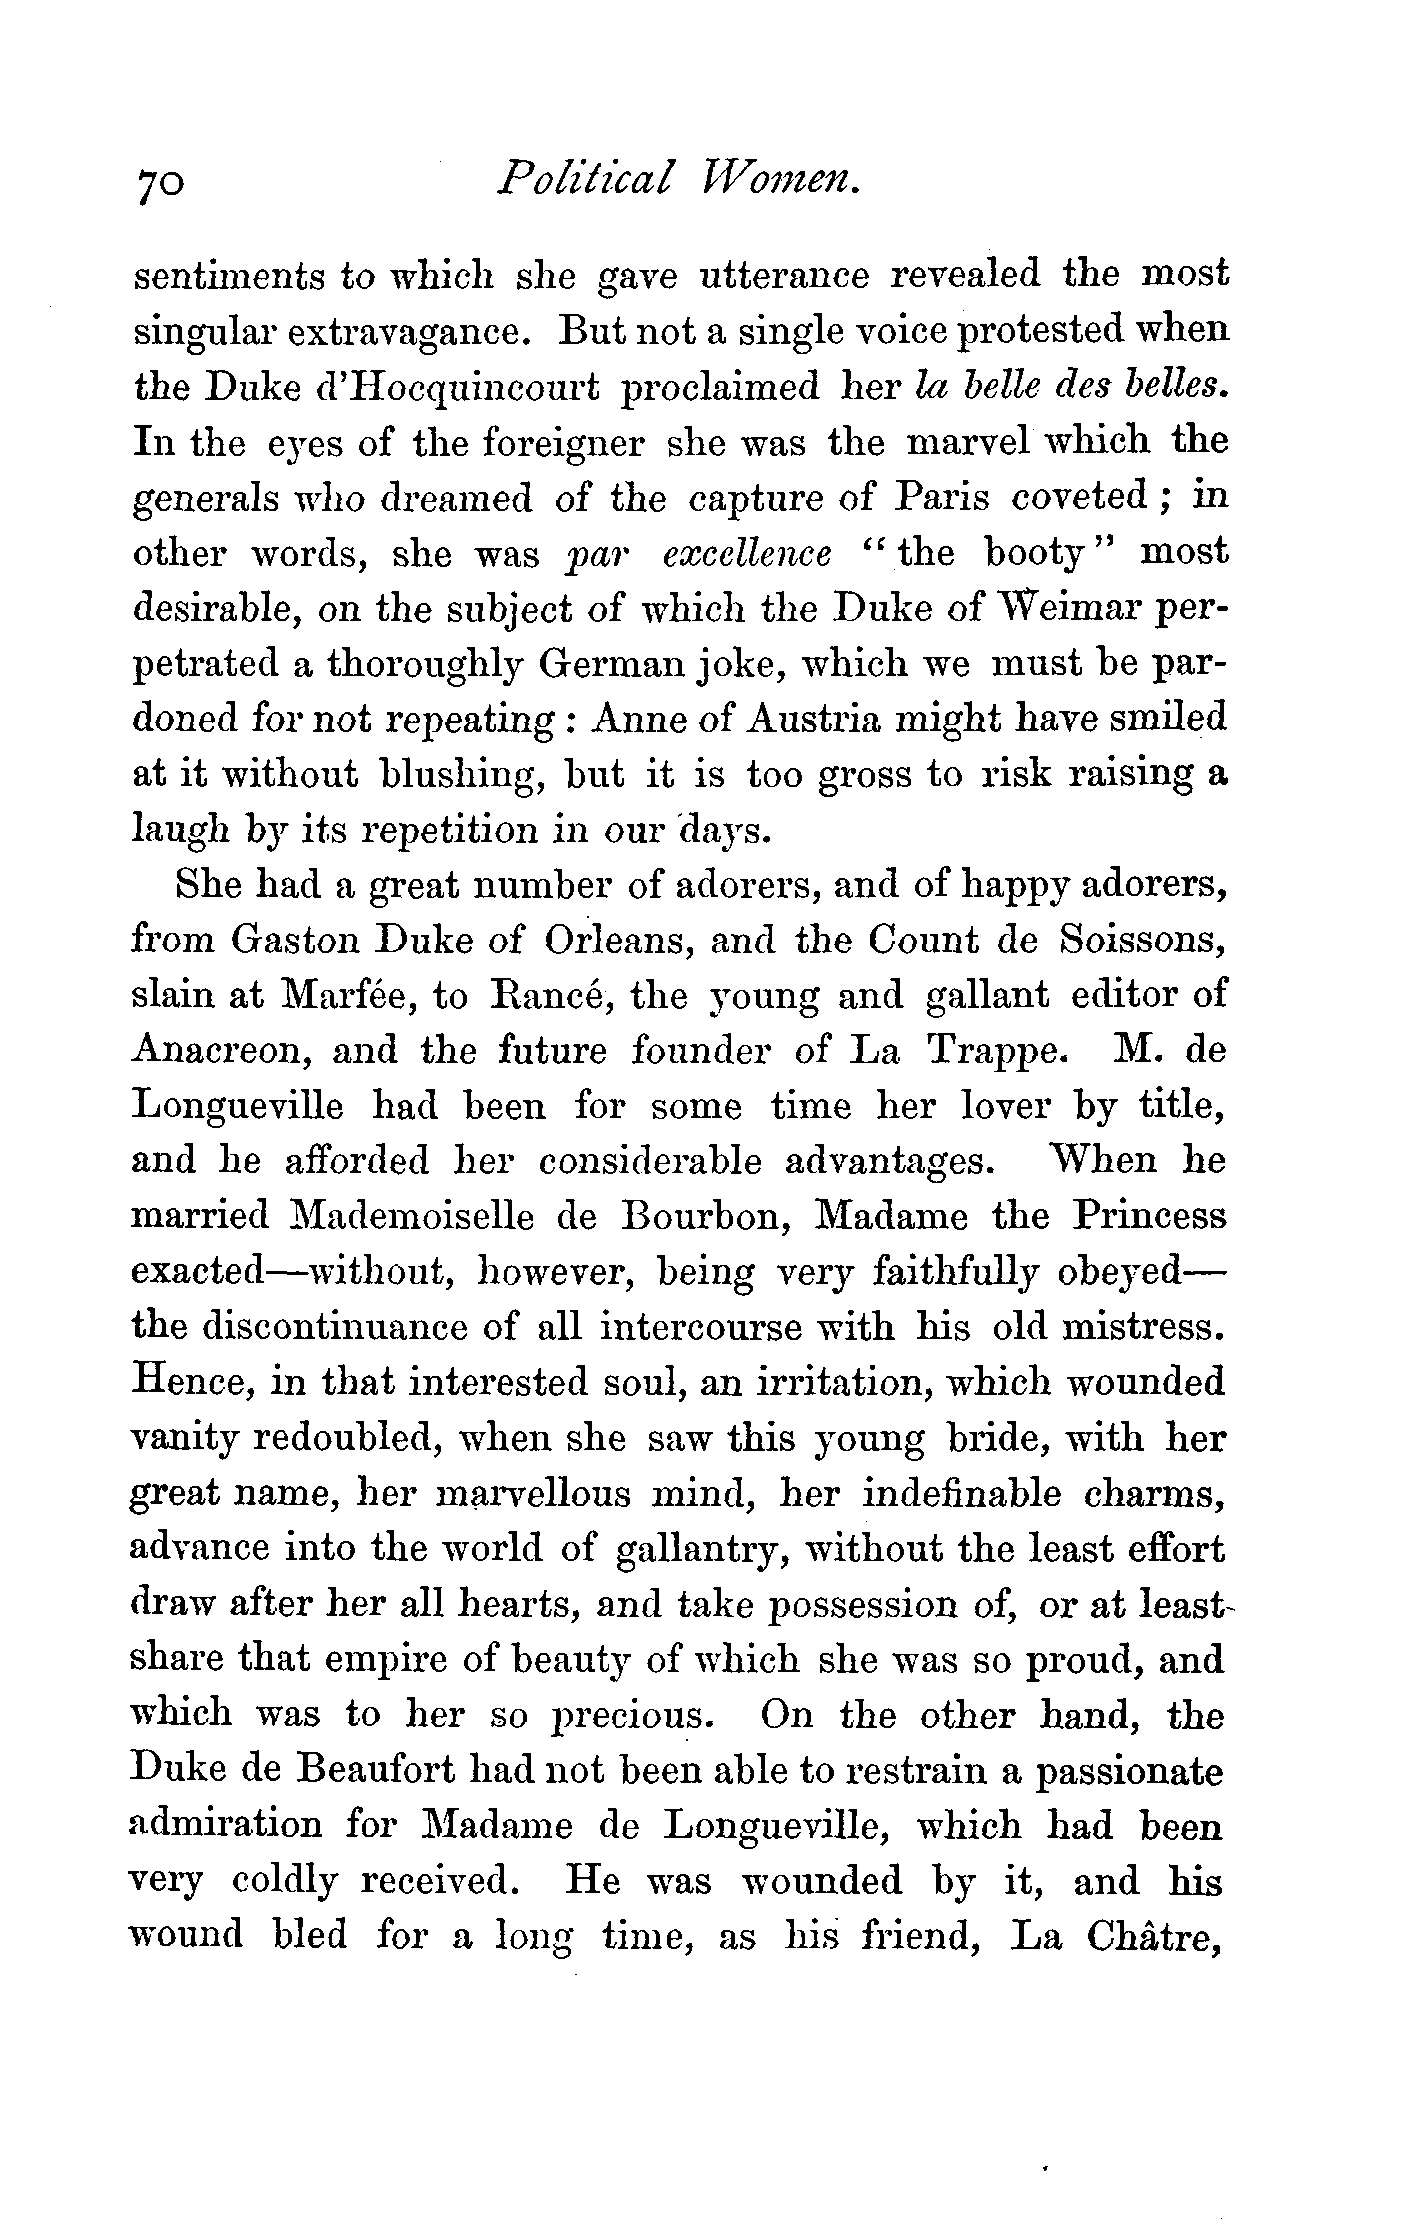 70 Political Women.
sentiments to which she gave utterance revealed the most
singular extravagance. But not a single voice protested when
the Duke d'Hocquincourt proclaimed her la belle des belles.
In the eyes of the foreigner she was the marvel which the
generals who dreamed of the capture of Paris coveted ; in
other words, she was par excellence “ the booty ” most
desirable, on the subject of which the Duke of Weimar per-
petrated a thoroughly German joke, which we must be par-
doned for not repeating : Anne of Austria might have smiled
at it without blushing, but it is too gross to risk raising a
laugh by its repetition in our days.
She had a great number of adorers, and of happy adorers,
from Gaston Duke of Orleans, and the Count de Soissons,
slain at Marfée, to Rancé, the young and gallant editor of
Anacreon, and the future founder of La Trappe. M. de
Longueville had been for some time her lover by title,
and he afforded her considerable advantages. When he
married Mademoiselle de Bourbon, Madame the Princess
exacted—without, however, being very faithfully obeyed—
the discontinuance of all intercourse with his old mistress.
Hence, in that interested soul, an irritation, which wounded
vanity redoubled, when she saw this young bride, with her
great name, her marvellous mind, her indefinable charms,
advance into the world of gallantry, without the least effort
draw after her all hearts, and take possession of, or at least-
share that empire of beauty of which she was so proud, and
which was to her so precious. On the other hand, the
Duke de Beaufort had not been able to restrain a passionate
admiration for Madame de Longueville, which had been
very coldly received. He was wounded by it, and his
wound bled for a long time, as his friend, La Châtre,